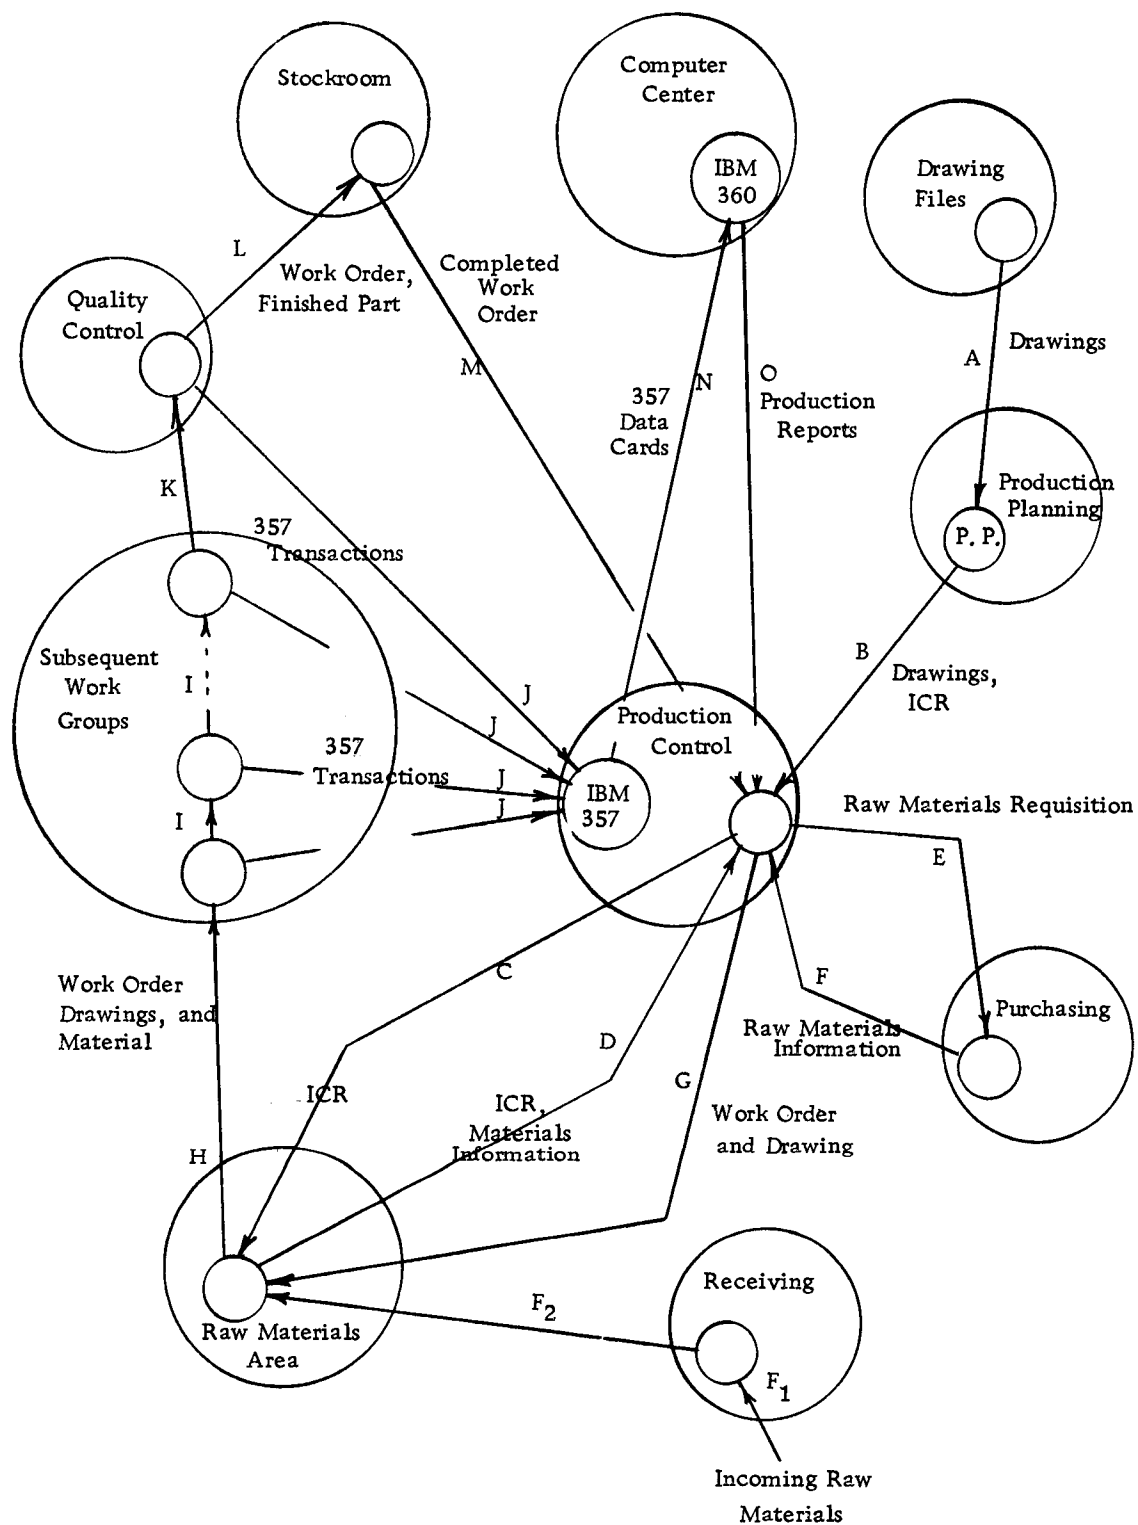 Stockroom
Computer
Center
IBM
360
Drawing
Files
L
Work Order,
Finished Part
Completed
Work
Order
Quality
Control
M
N
O
Production
Reports
357
Data
Cards
A
Drawings
Production
Planning
P. P.
K
357
Transactions
Subsequent
Work
Groups
I
J
J
B
Drawings,
ICR
Production
Control
357
Transactions
J
J
I
IBM
357
Raw Materials Requisition
E
C
Work Order
Drawings, and
Material
F
Purchasing
Raw Materials
Information
D
G
ICR
ICR,
Materials
Information
Work Order
and Drawing
H
Receiving
F2
Raw Materials
Area
F1
Incoming Raw
Materials